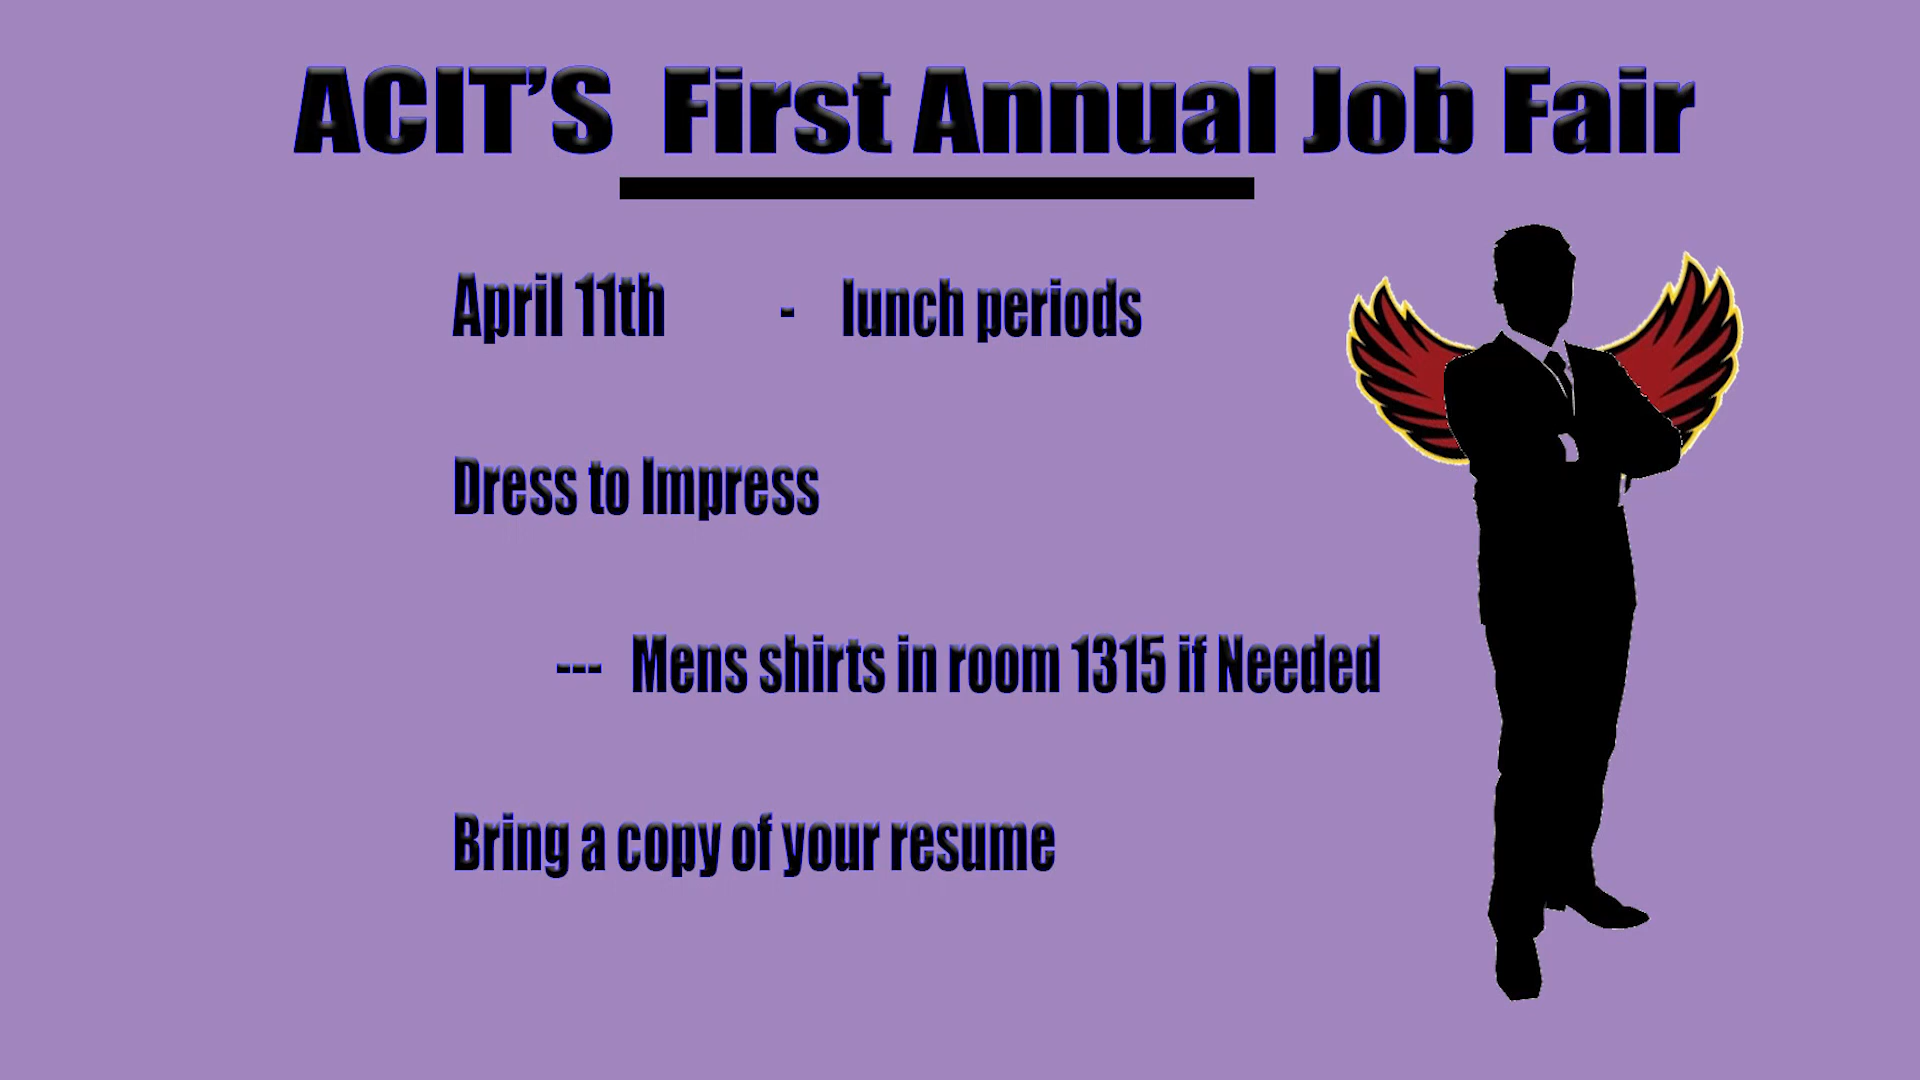 ACIT’S First Annual Job Fair
April 11th - lunch periods
Dress to Impress
--- Mens shirts in room 1315 if Needed
Bring a copy of your resume